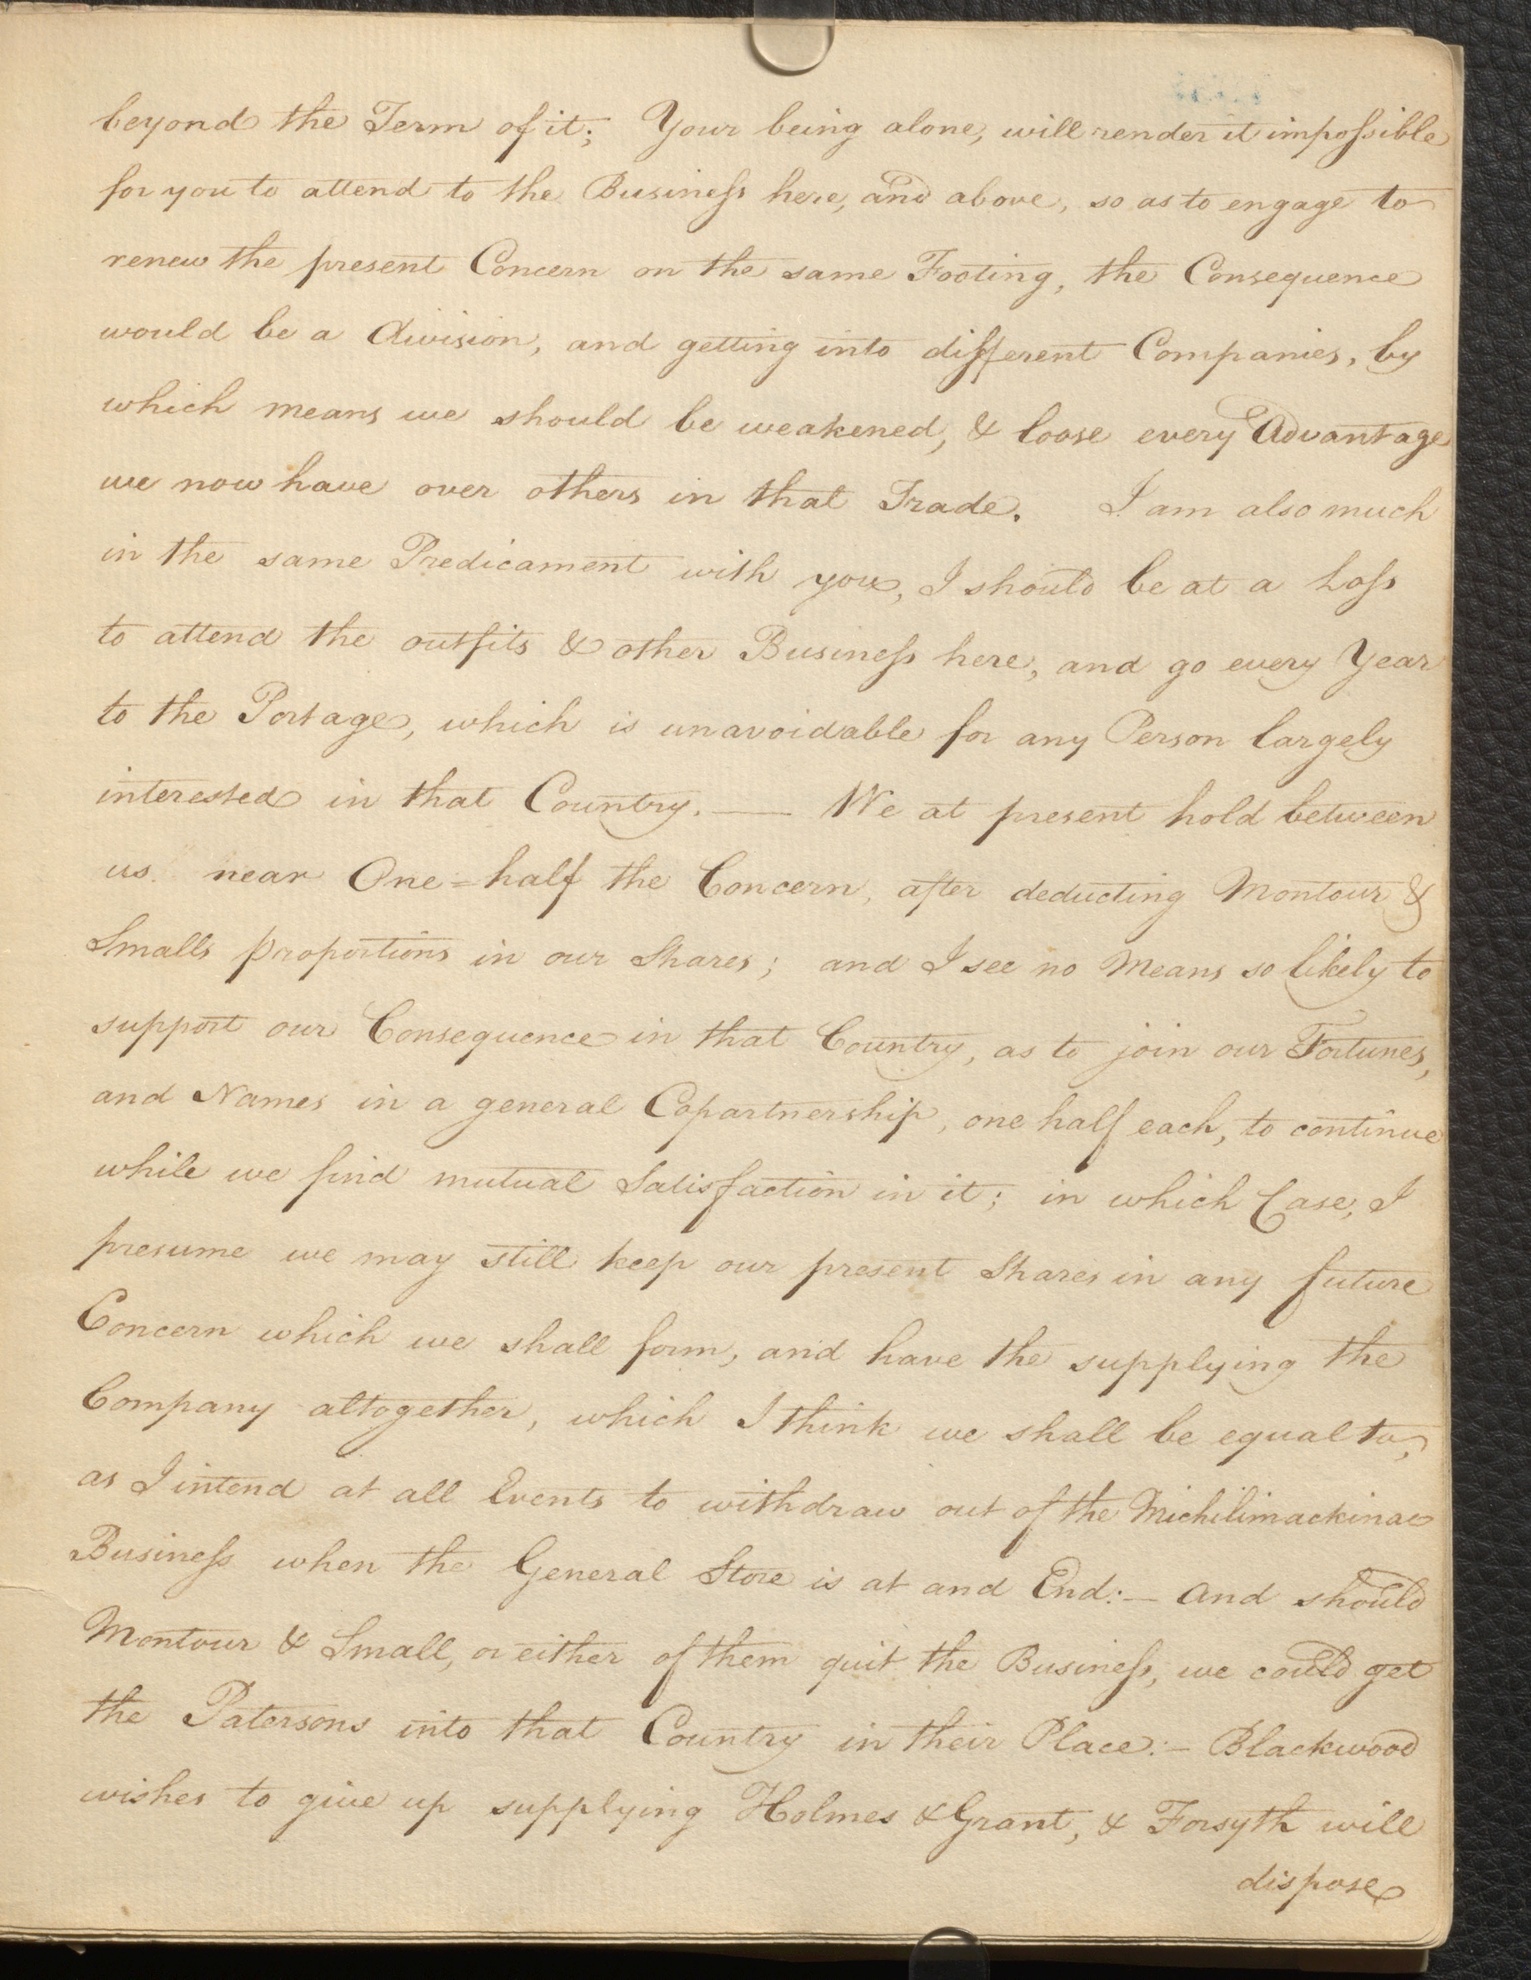 beyond the Term of it; Your being alone, will render it impossible
for you to attend to the Business here, and above, so as to engage to
renew the present Concern on the same Footing, the Consequence
would be a division, and getting into different Companies, by
which means we should be weakened, & loose every Advantage
we now have over others in that Trade. I am also much
in the same Predicament with you, I should be at a Loss
to attend the outfits & other Business here, and go every Year
to the Portage, which is unavoidable for any Person largely
interested in that Country. — We at present hold between
us near One=half the Concern, after deducting Montour &
Smalls proportions in our Shares; and I see no Means so likely to
support our Consequence in that Country, as to join our Fortunes,
and Names in a general Copartnership, one half each, to continue
while we find mutual Satisfaction in it; in which Case, I
presume we may still keep our present Shares in any future
Concern which we shall form, and have the supplying the
Company altogether, which I think we shall be equal to,
as I intend at all Events to withdraw out of the Michilimackinac
Business when the General Store is at and End:— And should
Montour & Small, or either of them quit the Business, we could get
the Patersons into that Country in their Place:— Blackwood
wishes to give up supplying Holmes & Grant, & Forsyth will
dispose